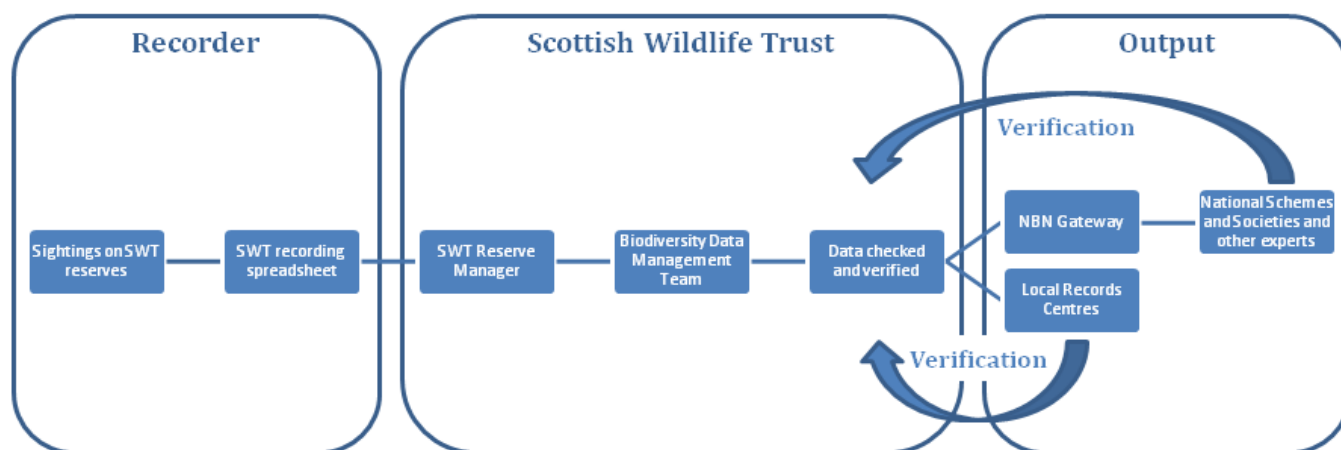 Recorder
Scottish Wildlife Trust
Output
Verification
Sightings on SWT
reserves
SWT recording
spreadsheet
SWT Reserve
Manager
Biodiversity Data
Management
Team
Data checked
and verified
NBN Gateway
National Schemes
and Societies and
other experts
Local Records
Centres
Verification